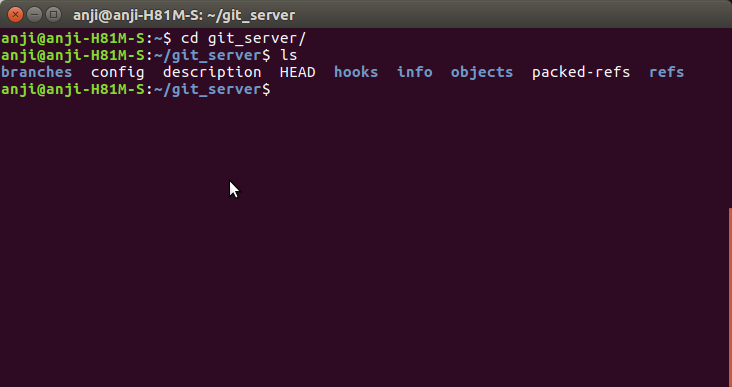 anji@anji-H81M-S: ~/git_server
anji@anji-H81M-S:~$ cd git_server/
anji@anji-H81M-S:~/git_server$ ls
branches  config  description  HEAD  hooks  info  objects  packed-refs  refs
anji@anji-H81M-S:~/git_server$